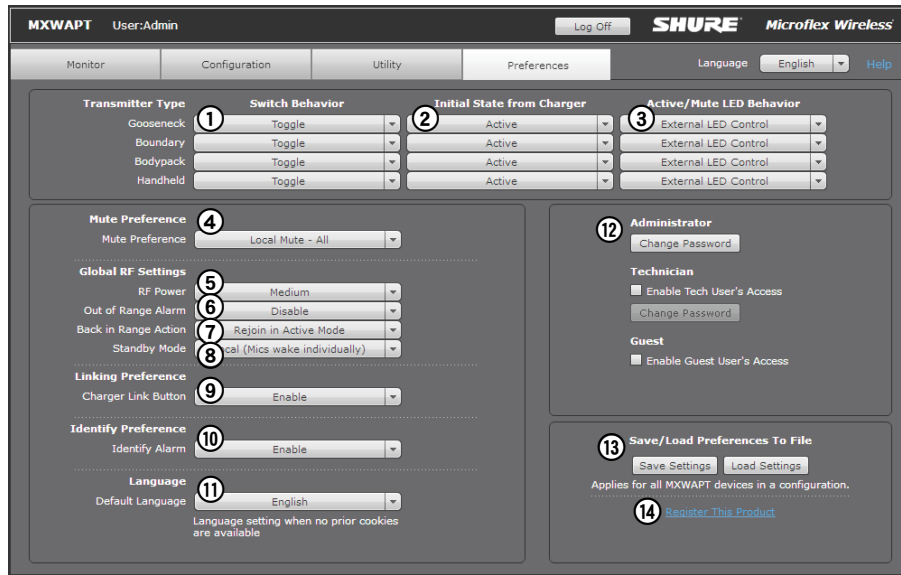 MXWAPT User:Admin Log Off SHURE Microflex Wireless
Monitor Configuration Utility Preferences Language English Help
Transmitter Type Switch Behavior Initial State from Charger Active/Mute LED Behavior
Gooseneck 1 Toggle 2 Active 3 External LED Control
Boundary Toggle Active External LED Control
Bodypack Toggle Active External LED Control
Handheld Toggle Active External LED Control
Mute Preference 4
Mute Preference Local Mute - All
Global RF Settings
RF Power 5 Medium
Out of Range Alarm 6 Disable
Back in Range Action 7 Rejoin in Active Mode
Standby Mode 8 cal (Mics wake individually)
Linking Preference
Charger Link Button 9 Enable
Identify Preference 10
Identify Alarm Enable
Language 11
Default Language English
Language setting when no prior cookies
are available
12 Administrator
Change Password
Technician
Enable Tech User's Access
Change Password
Guest
Enable Guest User's Access
13 Save/Load Preferences To File
Save Settings Load Settings
Applies for all MXWAPT devices in a configuration.
14 Register This Product